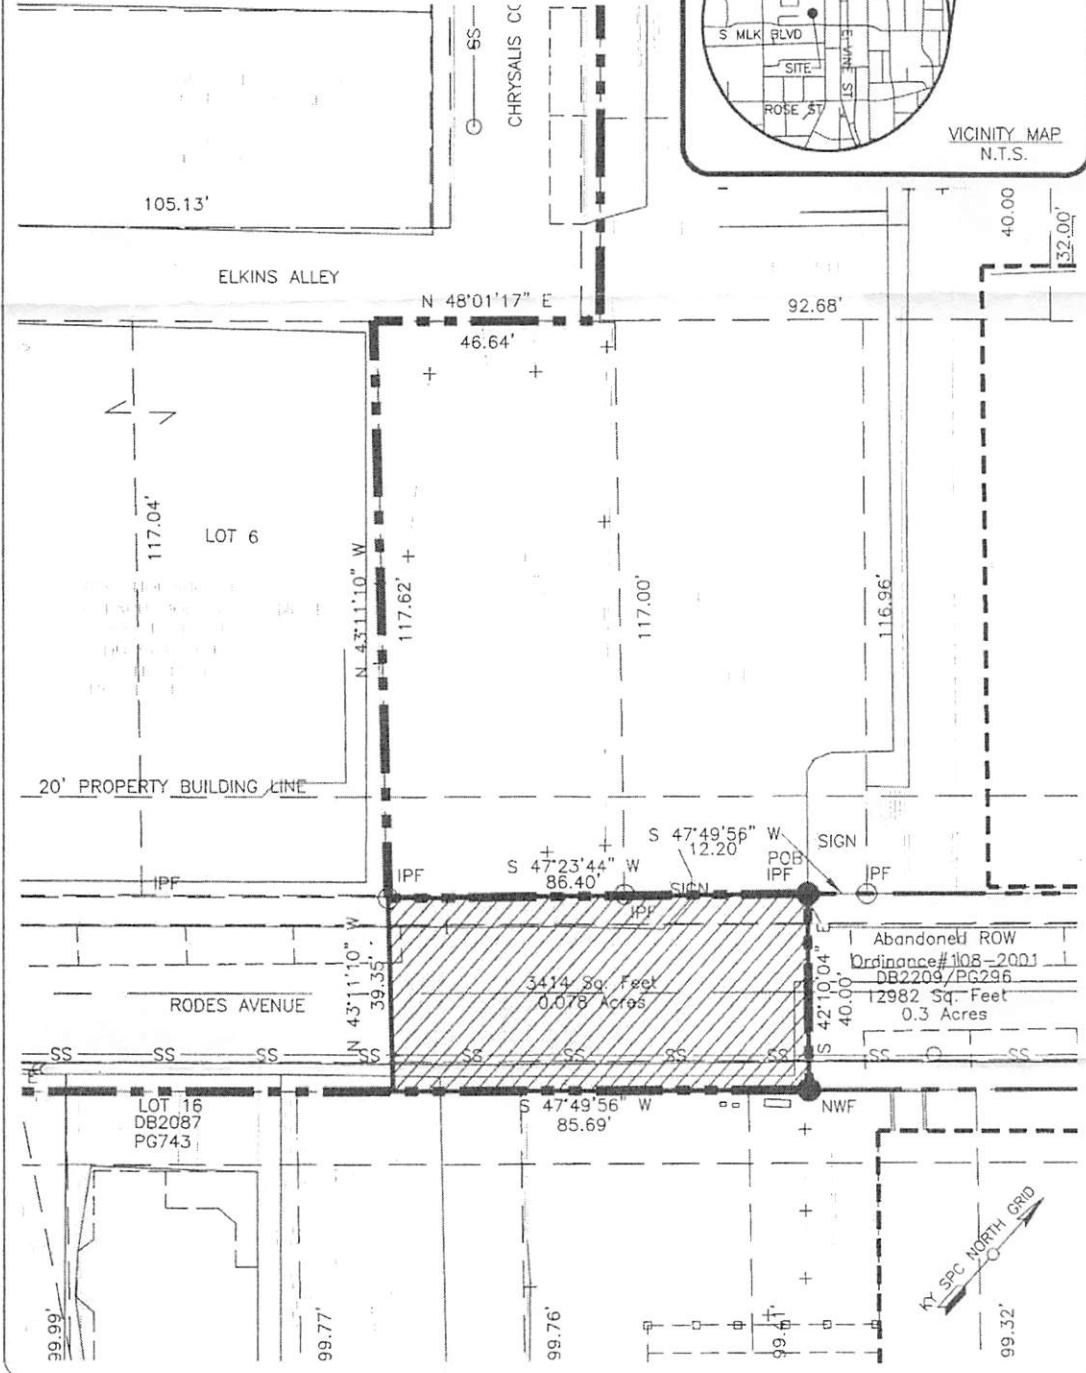 SS
CHRYSALIS CO
S MLK BLVD
E VINE ST
SITE
ROSE ST
VICINITY MAP
N.T.S.
105.13'
40.00
32.00'
ELKINS ALLEY
N 48°01'17" E
46.64'
92.68'
117.04'
LOT 6
N 43°11'10" W
117.62'
117.00'
116.96'
20' PROPERTY BUILDING LINE
S 47°49'56" W
12.20'
SIGN
POB
IPF
IPF
IPF
IPF
S 47°23'44" W
86.40'
SIGN
IPF
N 43°11'10" W
39.35'
3414 Sq. Feet
0.078 Acres
S 42°10'04" E
40.00'
Abandoned ROW
Ordinance#108-2001
DB2209/PG296
12982 Sq. Feet
0.3 Acres
RODES AVENUE
SS SS SS SS SS SS SS SS SS SS
LOT 16
DB2087
PG743
S 47°49'56" W
85.69'
NWF
KY SPC NORTH GRID
99.99'
99.77'
99.76'
99.32'